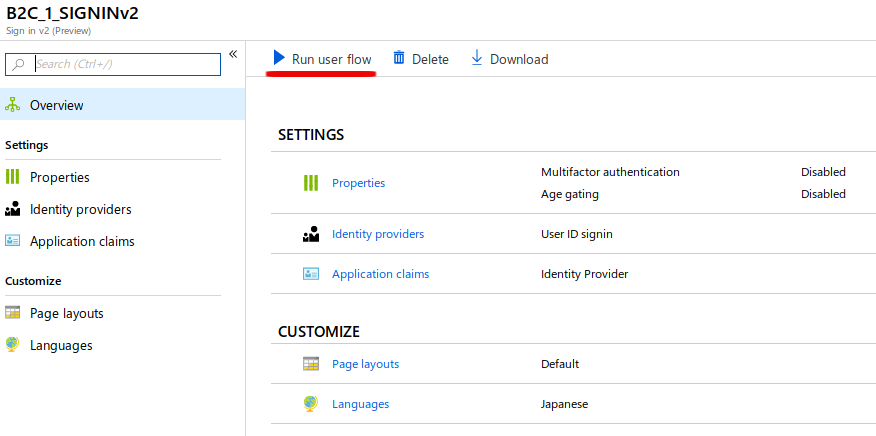 B2C_1_SIGNINv2
Sign in v2 (Preview)
Search (Ctrl+/)
«
Run user flow
Delete
Download
Overview
Settings
Properties
Identity providers
Application claims
Customize
Page layouts
Languages
SETTINGS
Properties
Multifactor authentication Disabled
Age gating Disabled
Identity providers User ID signin
Application claims Identity Provider
CUSTOMIZE
Page layouts Default
Languages Japanese